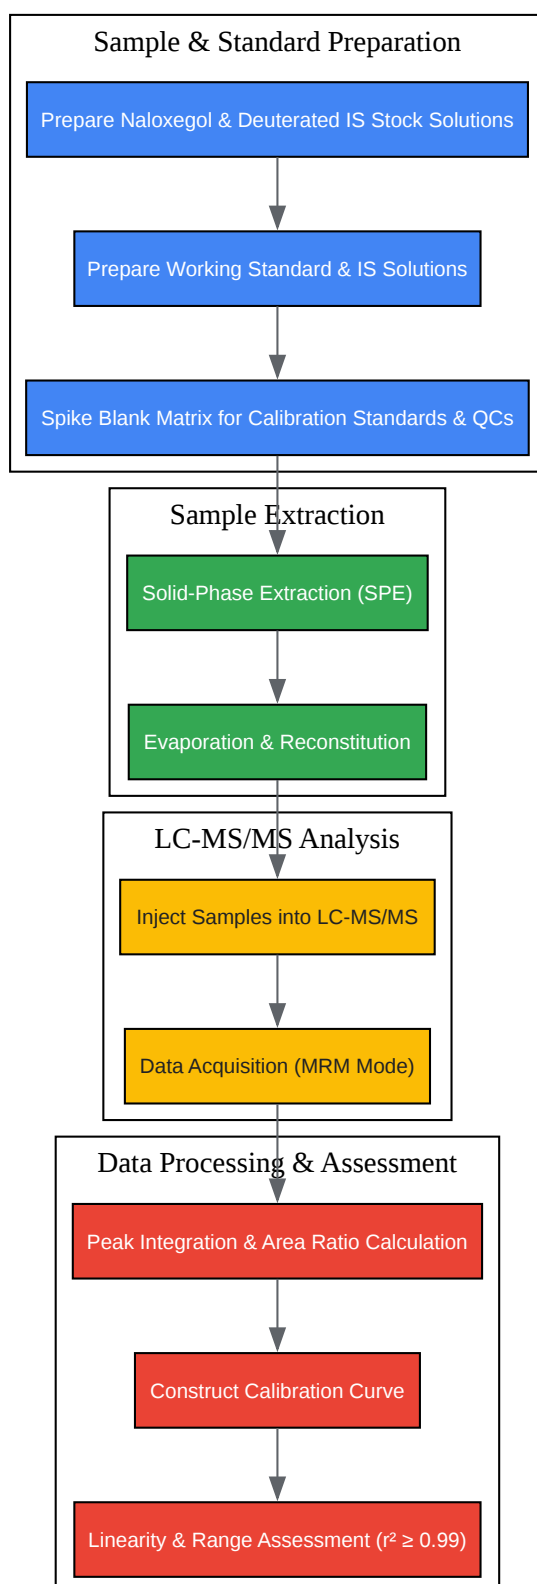 Sample & Standard Preparation
Prepare Naloxegol & Deuterated IS Stock Solutions
Prepare Working Standard & IS Solutions
Spike Blank Matrix for Calibration Standards & QCs
Sample Extraction
Solid-Phase Extraction (SPE)
Evaporation & Reconstitution
LC-MS/MS Analysis
Inject Samples into LC-MS/MS
Data Acquisition (MRM Mode)
Data Processing & Assessment
Peak Integration & Area Ratio Calculation
Construct Calibration Curve
Linearity & Range Assessment (r² ≥ 0.99)